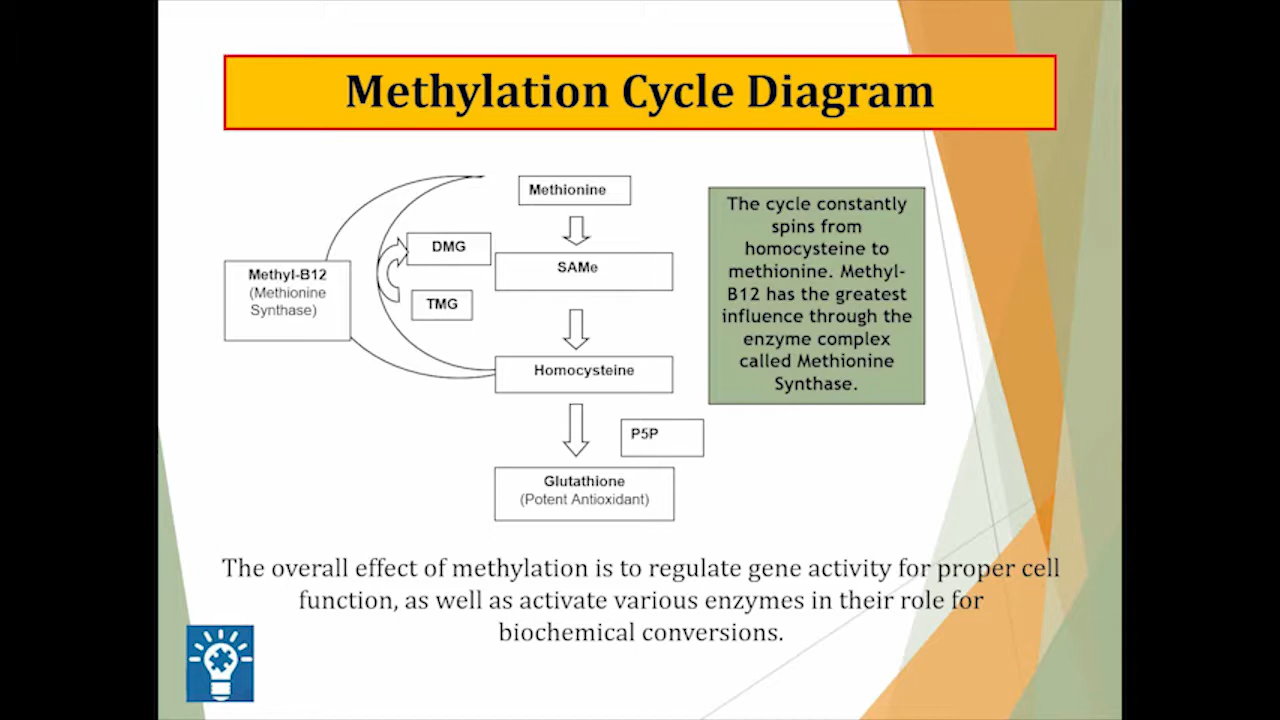 Methylation Cycle Diagram
Methionine
DMG
SAMe
Methyl-B12
(Methionine
Synthase)
TMG
Homocysteine
P5P
Glutathione
(Potent Antioxidant)
The cycle constantly
spins from
homocysteine to
methionine. Methyl-
B12 has the greatest
influence through the
enzyme complex
called Methionine
Synthase.
The overall effect of methylation is to regulate gene activity for proper cell
function, as well as activate various enzymes in their role for
biochemical conversions.